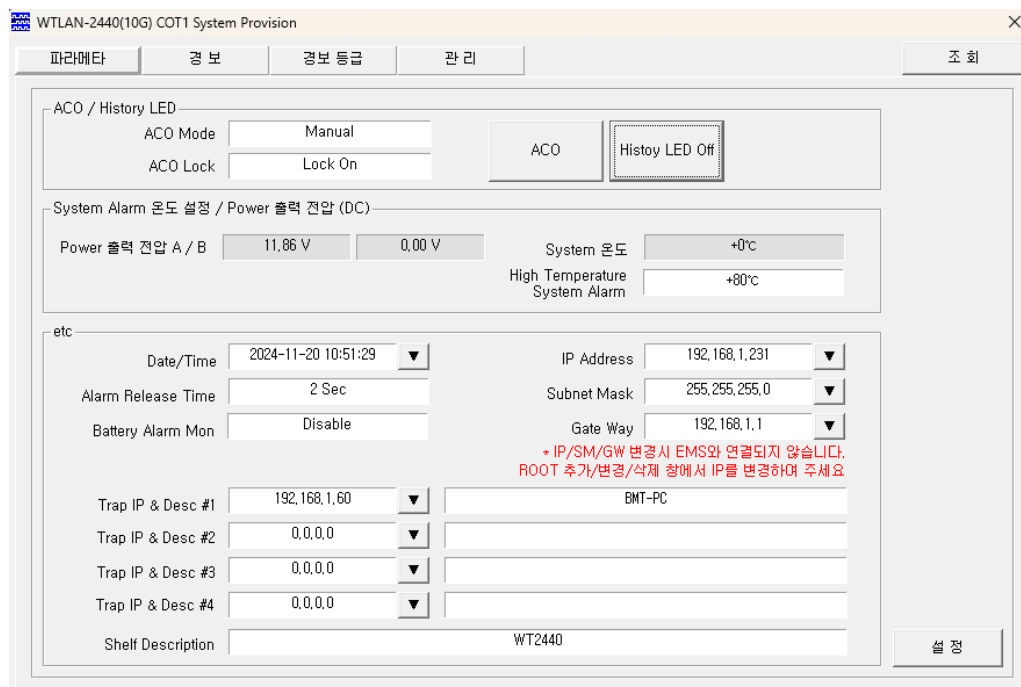 WTLAN-2440(10G) COT1 System Provision
파라메타 경 보 경보 등급 관 리 조 회
ACO / History LED
ACO Mode Manual
ACO Lock Lock On
ACO Histoy LED Off
System Alarm 온도 설정 / Power 출력 전압 (DC)
Power 출력 전압 A / B 11.86 V 0.00 V System 온도 +0℃
High Temperature
System Alarm +80℃
etc
Date/Time 2024-11-20 10:51:29 ▼ IP Address 192.168.1.231 ▼
Alarm Release Time 2 Sec Subnet Mask 255.255.255.0 ▼
Battery Alarm Mon Disable Gate Way 192.168.1.1 ▼
* IP/SM/GW 변경시 EMS와 연결되지 않습니다.
ROOT 추가/변경/삭제 창에서 IP를 변경하며 주세요
Trap IP & Desc #1 192.168.1.60 ▼ BMT-PC
Trap IP & Desc #2 0.0.0.0 ▼
Trap IP & Desc #3 0.0.0.0 ▼
Trap IP & Desc #4 0.0.0.0 ▼
Shelf Description WT2440
설 정